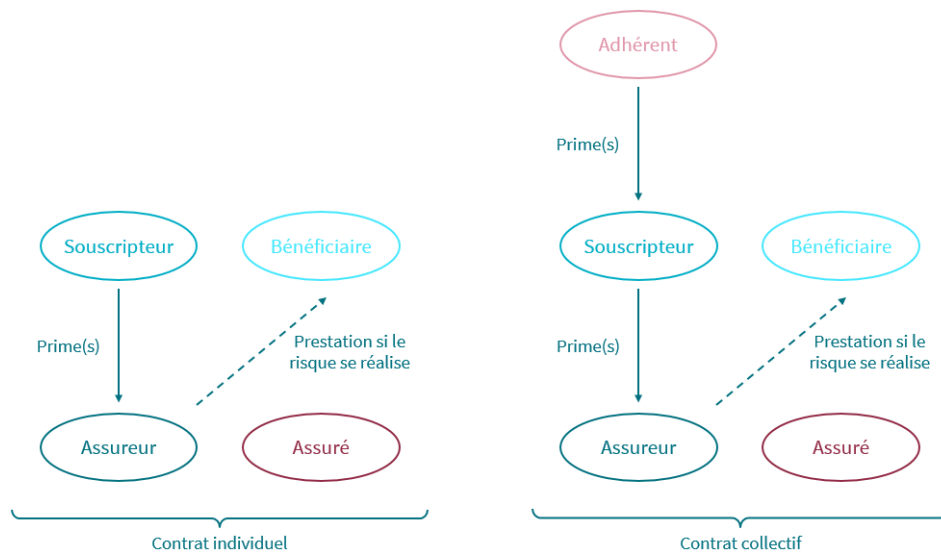 Adhérent
Prime(s)
Souscripteur
Bénéficiaire
Souscripteur
Bénéficiaire
Prime(s)
Prestation si le
risque se réalise
Prime(s)
Prestation si le
risque se réalise
Assureur
Assuré
Assureur
Assuré
Contrat individuel
Contrat collectif